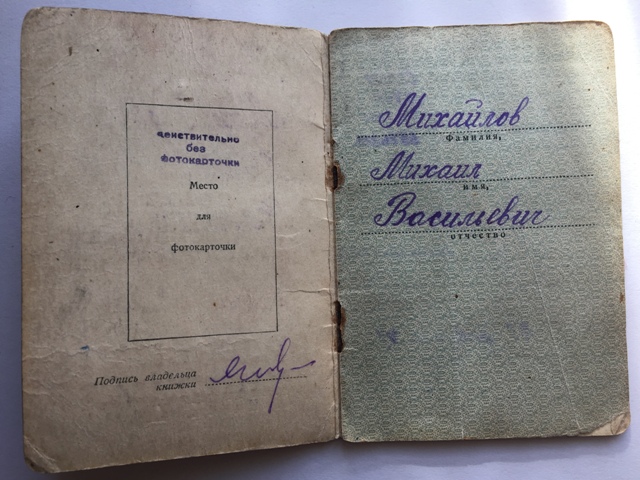 действительно
без
фотокарточки
Место
для
фотокарточки
Подпись владельца
книжки
Михайлов
Фамилия,
Михаил
имя,
Васильевич
отчество